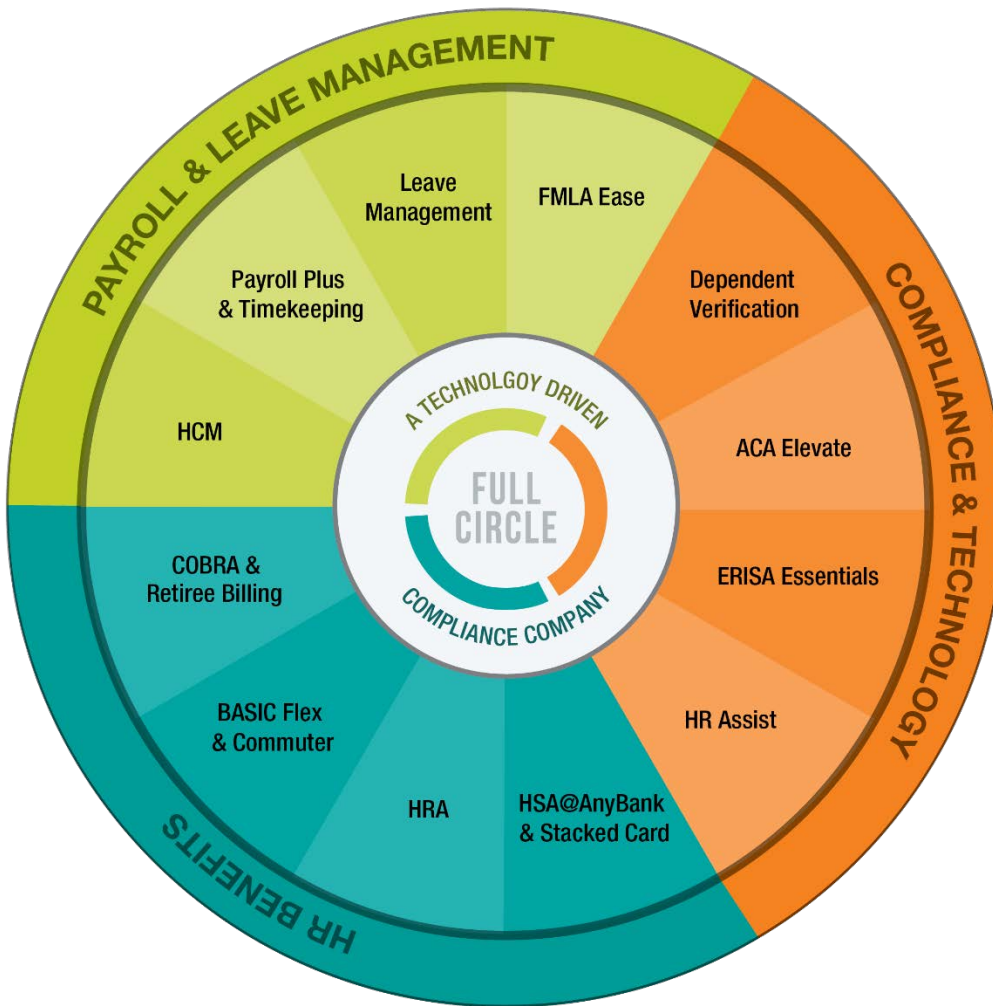 PAYROLL & LEAVE MANAGEMENT
Leave
Management
FMLA Ease
Payroll Plus
& Timekeeping
HCM
COMPLIANCE & TECHNOLOGY
Dependent
Verification
ACA Elevate
ERISA Essentials
HR Assist
HR BENEFITS
COBRA &
Retiree Billing
BASIC Flex
& Commuter
HRA
HSA@AnyBank
& Stacked Card
A TECHNOLGOY DRIVEN
FULL
CIRCLE
COMPLIANCE COMPANY